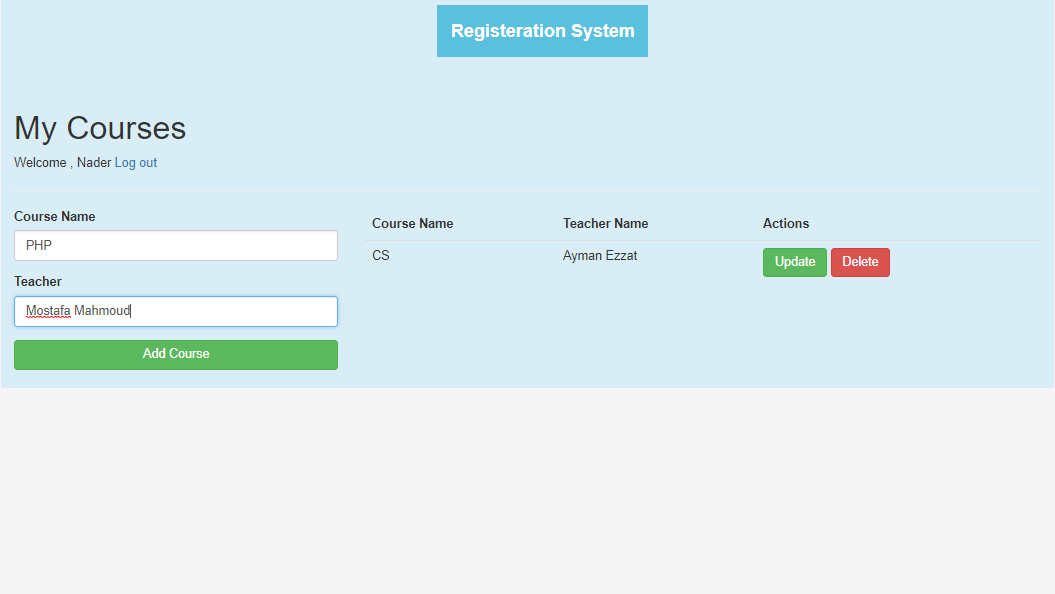 Registeration System
My Courses
Welcome , Nader Log out
Course Name
PHP
Teacher
Mostafa Mahmoud
Add Course
Course Name Teacher Name Actions
CS Ayman Ezzat Update Delete